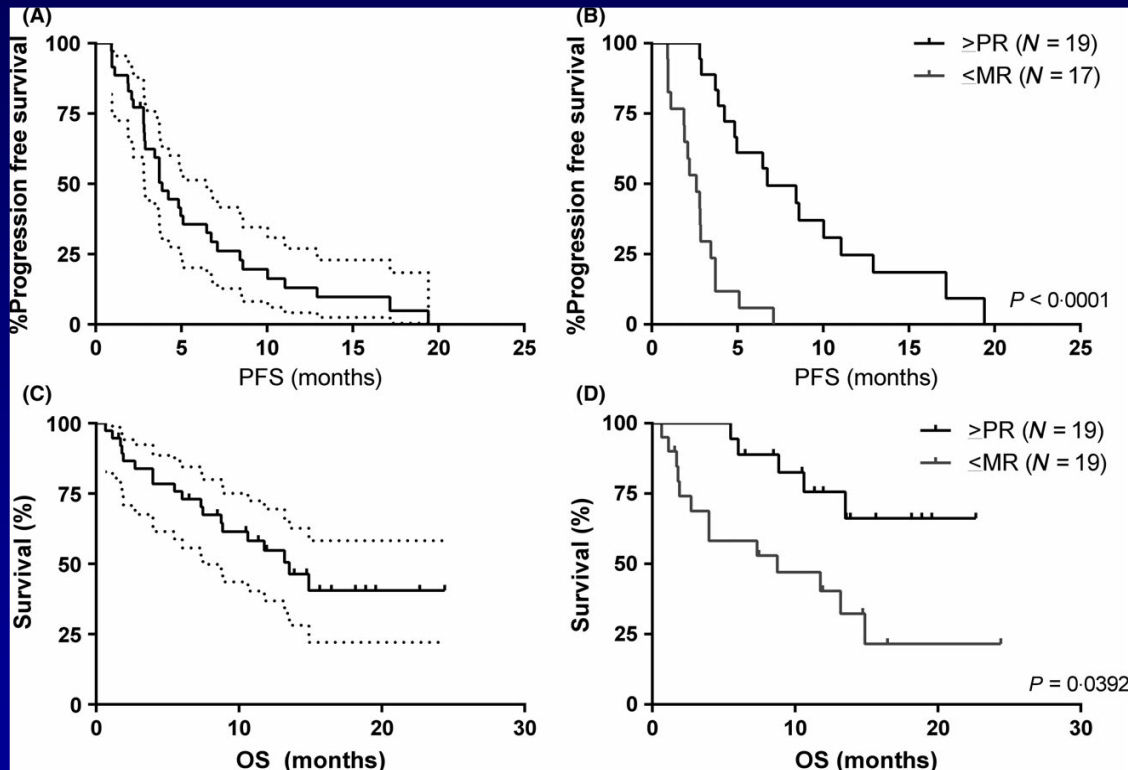 (A)
%Progression free survival
100
75
50
25
0
0 5 10 15 20 25
PFS (months)
(B)
%Progression free survival
100
75
50
25
0
≥PR (N = 19)
≤MR (N = 17)
P < 0·0001
0 5 10 15 20 25
PFS (months)
(C)
Survival (%)
100
75
50
25
0
0 10 20 30
OS (months)
(D)
Survival (%)
100
75
50
25
0
≥PR (N = 19)
≤MR (N = 19)
P = 0·0392
0 10 20 30
OS (months)